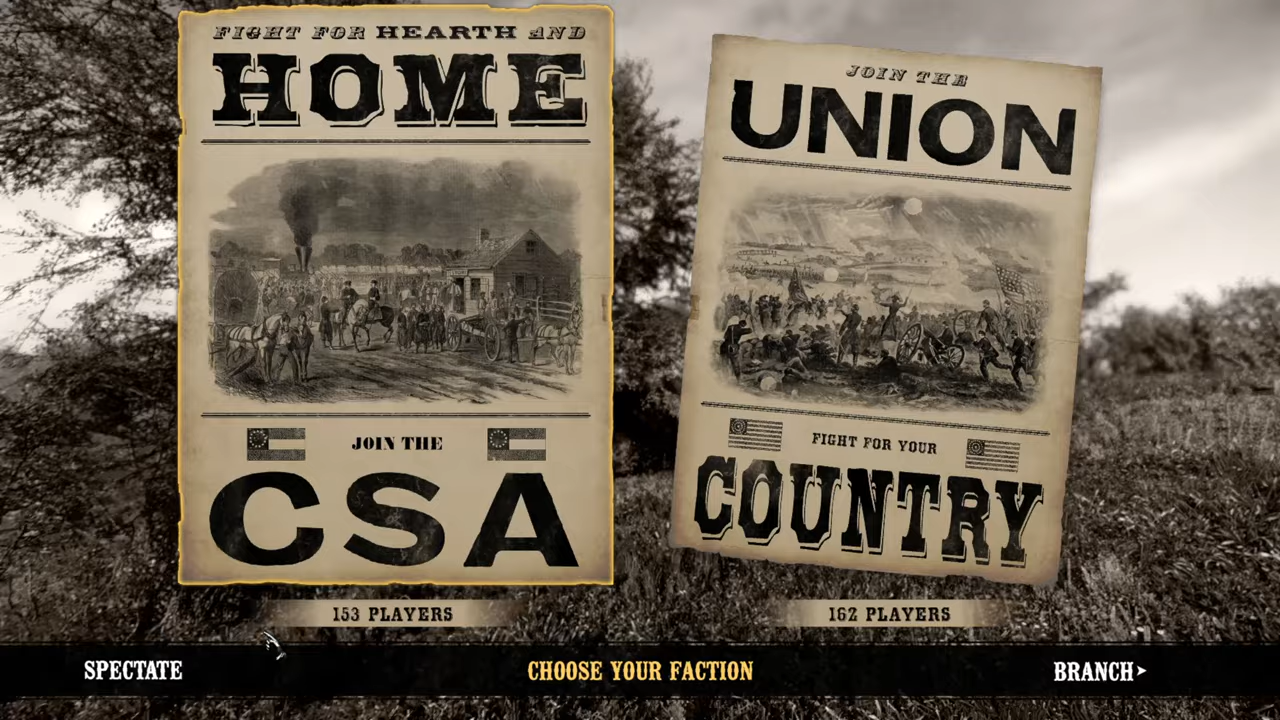 FIGHT FOR HEARTH AND
HOME
JOIN THE
CSA
153 PLAYERS
JOIN THE
UNION
FIGHT FOR YOUR
COUNTRY
162 PLAYERS
SPECTATE
CHOOSE YOUR FACTION
BRANCH